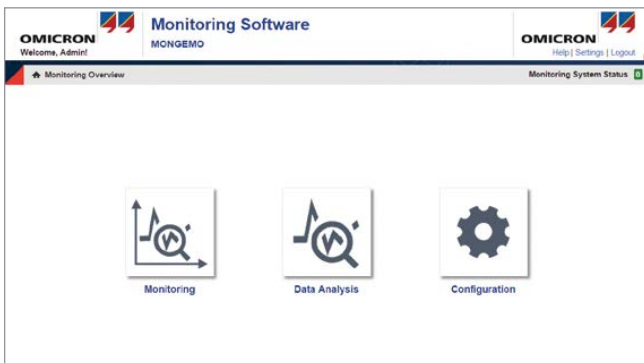 OMICRON
Welcome, Admin!
Monitoring Software
MONGEMO
OMICRON
Help | Settings | Logout
Monitoring Overview
Monitoring System Status
Monitoring
Data Analysis
Configuration